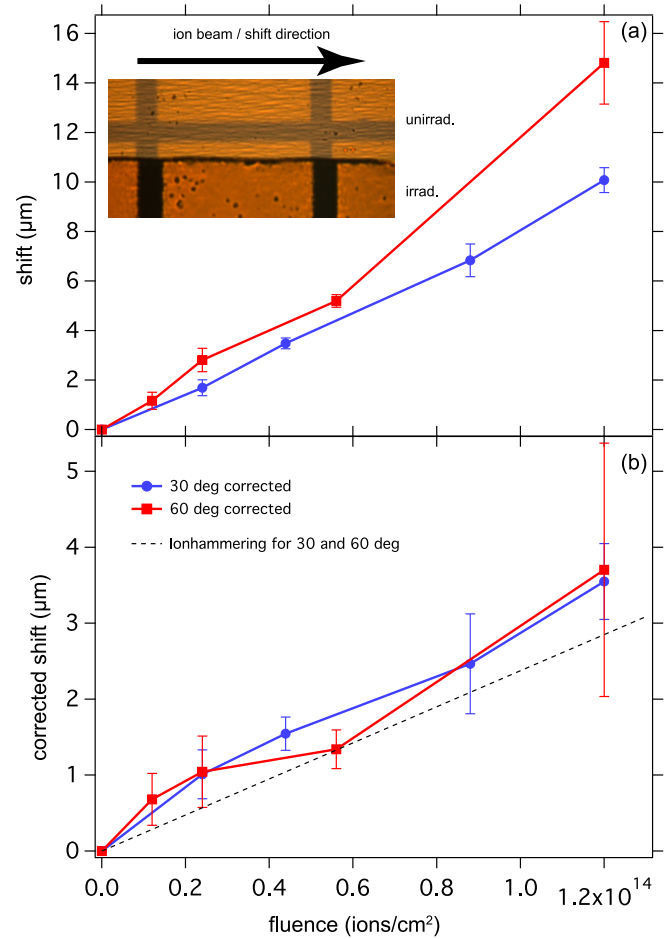 (a)
ion beam / shift direction
unirrad.
irrad.
shift (μm)
16
14
12
10
8
6
4
2
0
(b)
30 deg corrected
60 deg corrected
Ionhammering for 30 and 60 deg
corrected shift (μm)
5
4
3
2
1
0
0.0 0.2 0.4 0.6 0.8 1.0 1.2x10¹⁴
fluence (ions/cm²)